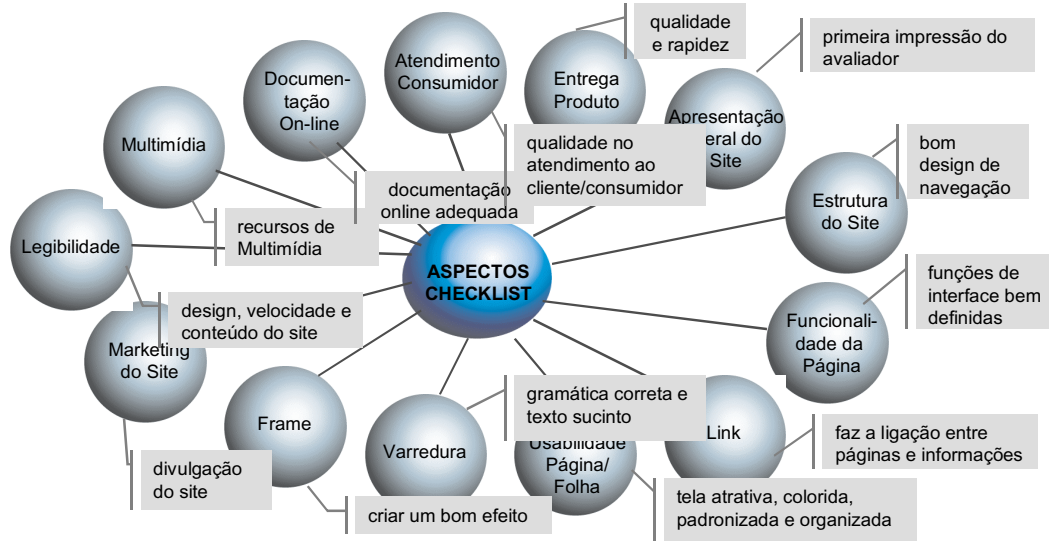 qualidade
e rapidez
primeira impressão do
avaliador
Atendimento
Consumidor
Entrega
Produto
Documen-
tação
On-line
Apresentação
eral do
Site
Multimídia
qualidade no
atendimento ao
cliente/consumidor
bom
design de
navegação
documentação
online adequada
Estrutura
do Site
recursos de
Multimídia
Legibilidade
ASPECTOS
CHECKLIST
funções de
interface bem
definidas
design, velocidade e
conteúdo do site
Funcionali-
dade da
Página
Marketing
do Site
gramática correta e
texto sucinto
Frame
Varredura
Usabilidade
Página/
Folha
Link
faz a ligação entre
páginas e informações
divulgação
do site
criar um bom efeito
tela atrativa, colorida,
padronizada e organizada